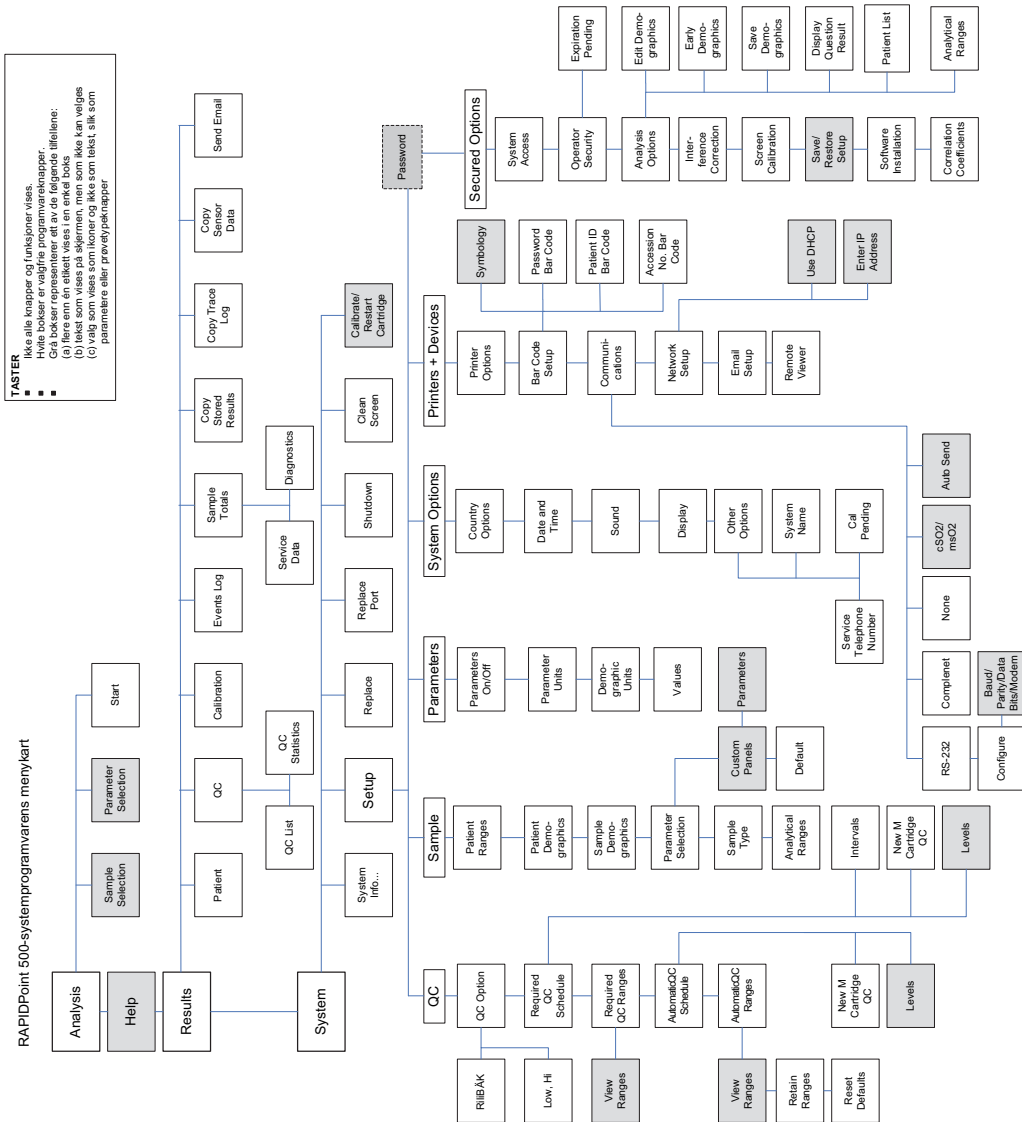 RAPIDPoint 500-systemprogramvarens menykart
TASTER
▪ Ikke alle knapper og funksjoner vises.
▪ Hvite bokser er valgfrie programvareknapper.
▪ Grå bokser representerer ett av de følgende tilfellene:
(a) flere enn én etikett vises i en enkel boks
(b) tekst som vises på skjermen, men som ikke kan velges
(c) valg som vises som ikoner og ikke som tekst, slik som
parametere eller prøvetypeknapper
Analysis
Sample
Selection
Parameter
Selection
Start
Help
Results
Patient
QC
Calibration
Events Log
Sample
Totals
Copy
Stored
Results
Copy Trace
Log
Copy
Sensor
Data
Send Email
QC List
QC
Statistics
Service
Data
Diagnostics
System
System
Info...
Setup
Replace
Replace
Port
Shutdown
Clean
Screen
Calibrate/
Restart
Cartridge
Password
QC
QC Option
Required
QC
Schedule
Required
QC Ranges
AutomaticQC
Schedule
AutomaticQC
Ranges
RiliBÄK
Low, Hi
View
Ranges
View
Ranges
Retain
Ranges
Reset
Defaults
New M
Cartridge
QC
Levels
Sample
Patient
Ranges
Patient
Demo-
graphics
Sample
Demo-
graphics
Parameter
Selection
Sample
Type
Analytical
Ranges
Intervals
New M
Cartridge
QC
Levels
Custom
Panels
Parameters
Default
Parameters
Parameters
On/Off
Parameter
Units
Demo-
graphic
Units
Values
System Options
Country
Options
Date and
Time
Sound
Display
Other
Options
System
Name
Cal
Pending
Service
Telephone
Number
Printers + Devices
Printer
Options
Bar Code
Setup
Communi-
cations
Network
Setup
Email
Setup
Remote
Viewer
Symbology
Password
Bar Code
Patient ID
Bar Code
Accession
No. Bar
Code
Use DHCP
Enter IP
Address
RS-232
Complenet
None
cSO2/
msO2
Auto Send
Configure
Baud/
Parity/Data
Bits/Modem
Secured Options
System
Access
Operator
Security
Analysis
Options
Inter-
ference
Correction
Screen
Calibration
Save/
Restore
Setup
Software
Installation
Correlation
Coefficients
Expiration
Pending
Edit Demo-
graphics
Early
Demo-
graphics
Save
Demo-
graphics
Display
Question
Result
Patient List
Analytical
Ranges